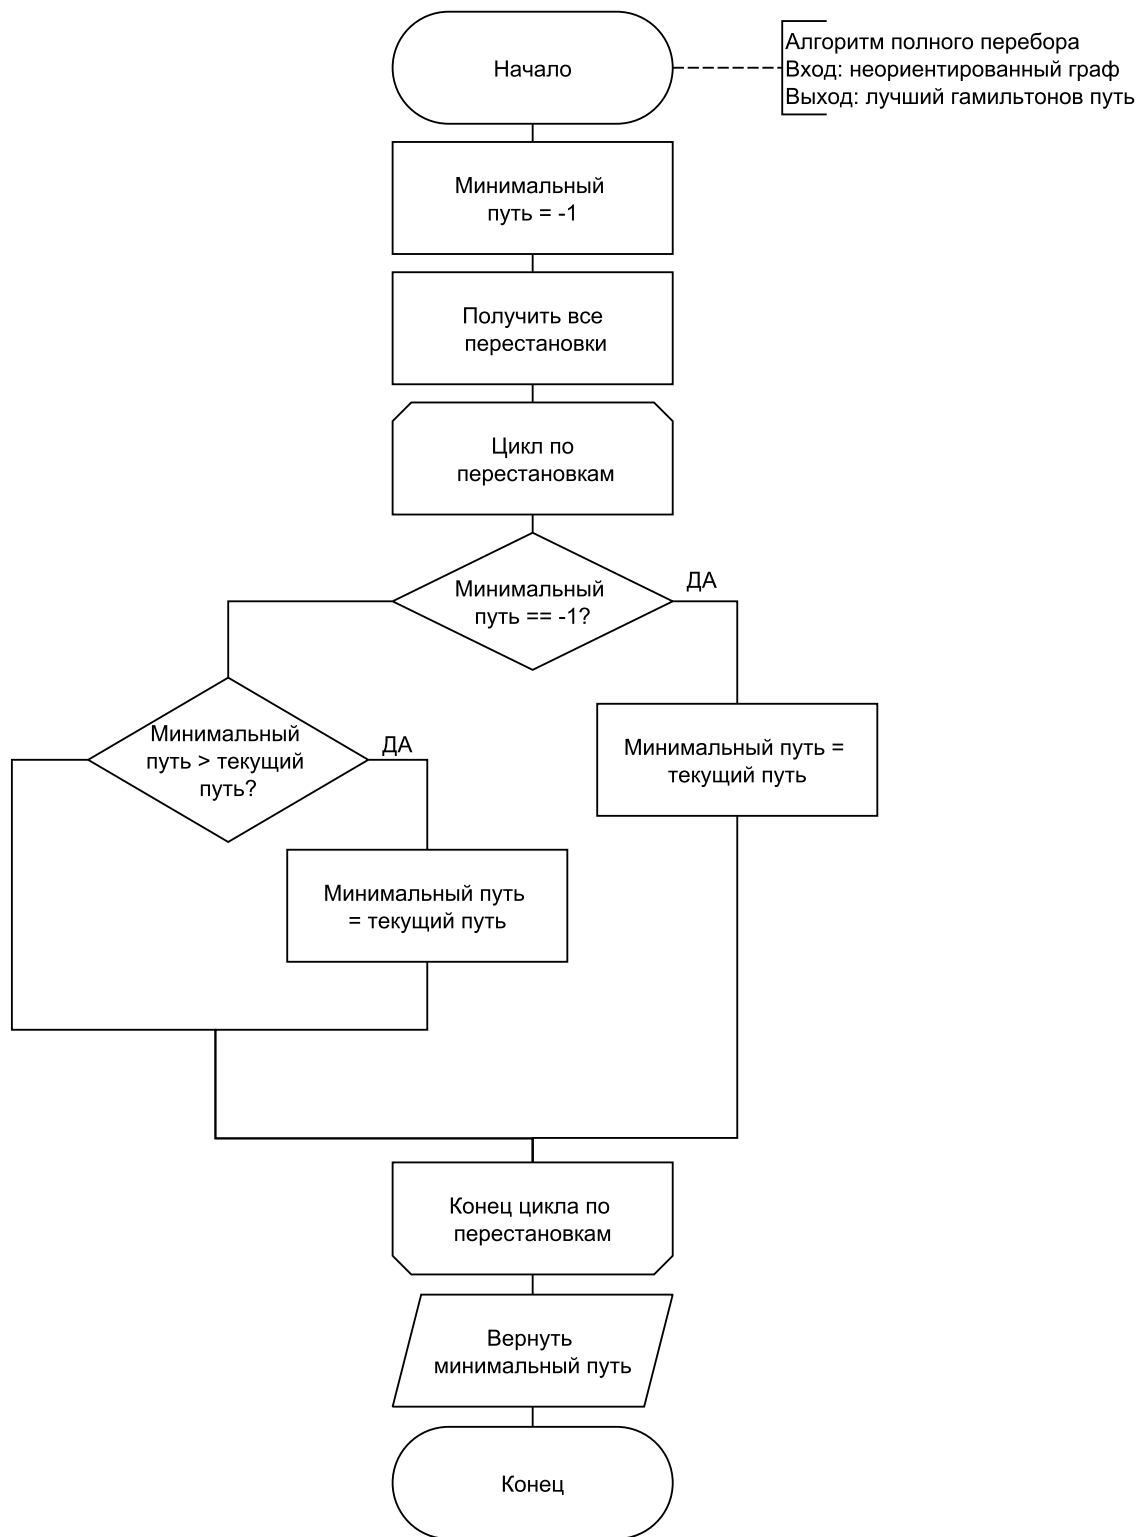 Начало
Алгоритм полного перебора
Вход: неориентированный граф
Выход: лучший гамильтонов путь
Минимальный
путь = -1
Получить все
перестановки
Цикл по
перестановкам
Минимальный
путь == -1?
ДА
Минимальный
путь > текущий
путь?
ДА
Минимальный путь =
текущий путь
Минимальный путь
= текущий путь
Конец цикла по
перестановкам
Вернуть
минимальный путь
Конец